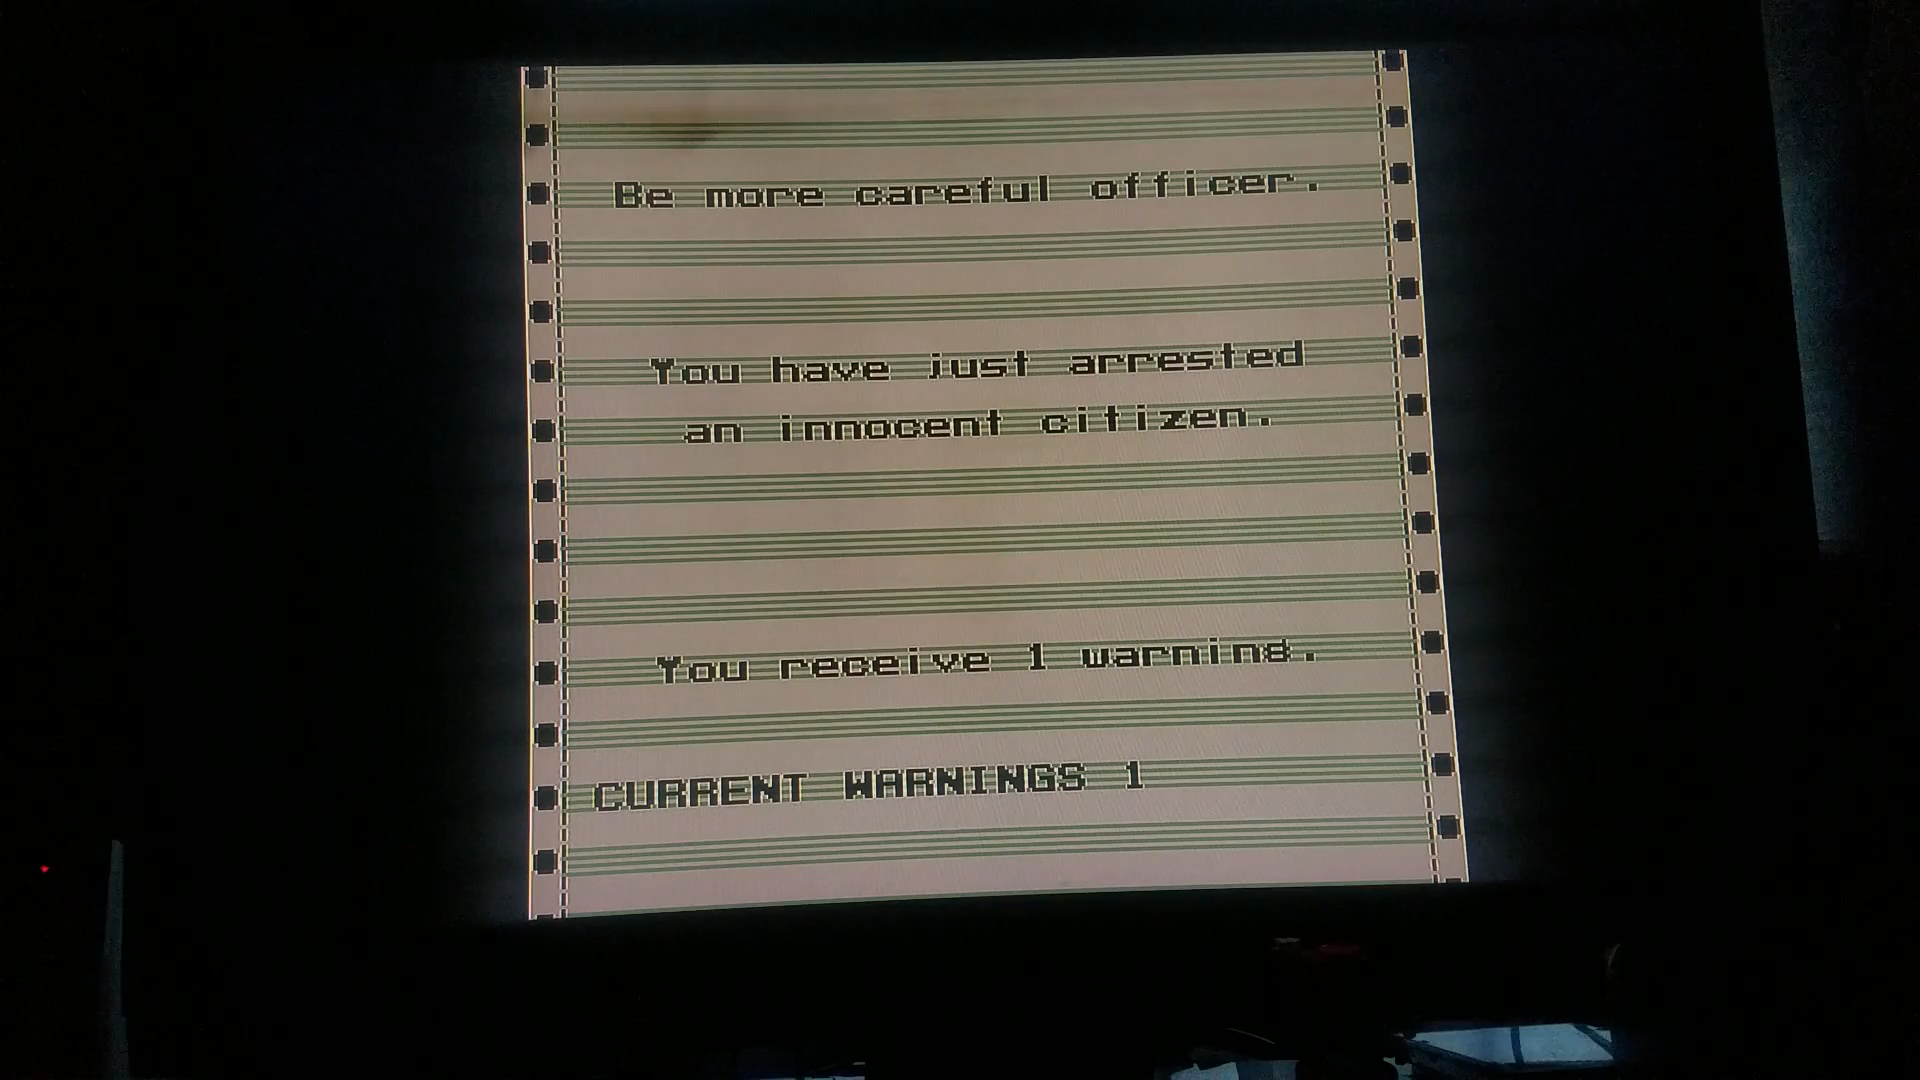 Be more careful officer.
You have just arrested
an innocent citizen.
You receive 1 warning.
CURRENT WARNINGS 1